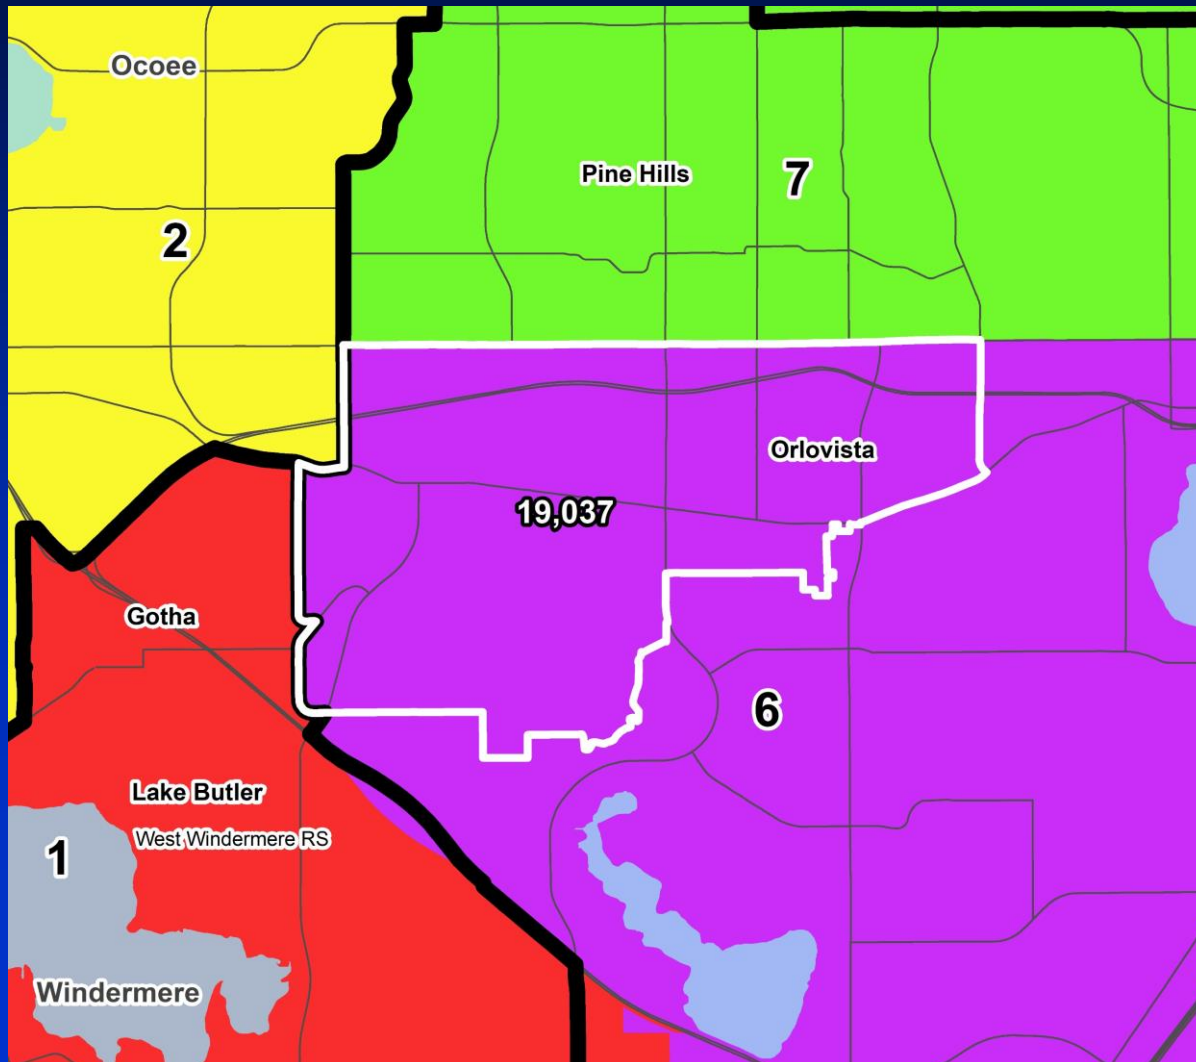 Ocoee
Pine Hills
7
2
Orlovista
19,037
Gotha
6
Lake Butler
West Windermere RS
1
Windermere